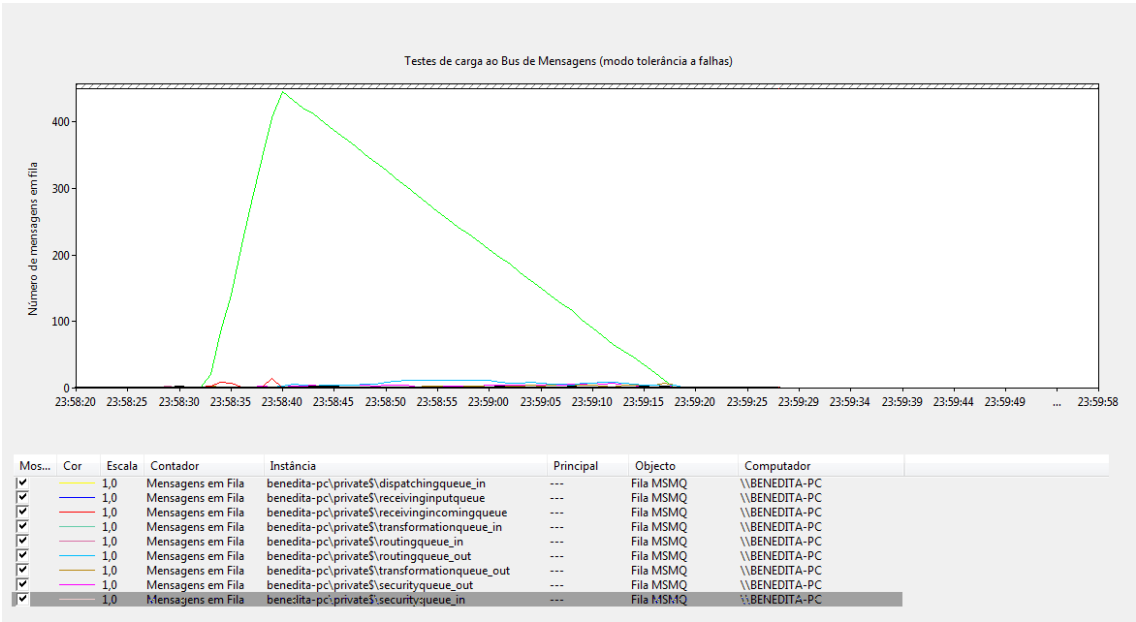 Testes de carga ao Bus de Mensagens (modo tolerância a falhas)
Número de mensagens em fila
400
300
200
100
0
23:58:20 23:58:25 23:58:30 23:58:35 23:58:40 23:58:45 23:58:50 23:58:55 23:59:00 23:59:05 23:59:10 23:59:15 23:59:20 23:59:25 23:59:29 23:59:34 23:59:39 23:59:44 23:59:49 ... 23:59:58
Mos... Cor Escala Contador Instância Principal Objecto Computador
1,0 Mensagens em Fila benedita-pc\private$\dispatchingqueue_in --- Fila MSMQ \\BENEDITA-PC
1,0 Mensagens em Fila benedita-pc\private$\receivinginputqueue --- Fila MSMQ \\BENEDITA-PC
1,0 Mensagens em Fila benedita-pc\private$\receivingincomingqueue --- Fila MSMQ \\BENEDITA-PC
1,0 Mensagens em Fila benedita-pc\private$\transformationqueue_in --- Fila MSMQ \\BENEDITA-PC
1,0 Mensagens em Fila benedita-pc\private$\routingqueue_in --- Fila MSMQ \\BENEDITA-PC
1,0 Mensagens em Fila benedita-pc\private$\routingqueue_out --- Fila MSMQ \\BENEDITA-PC
1,0 Mensagens em Fila benedita-pc\private$\transformationqueue_out --- Fila MSMQ \\BENEDITA-PC
1,0 Mensagens em Fila benedita-pc\private$\securityqueue_out --- Fila MSMQ \\BENEDITA-PC
1,0 Mensagens em Fila benedita-pc\private$\securityqueue_in --- Fila MSMQ \\BENEDITA-PC